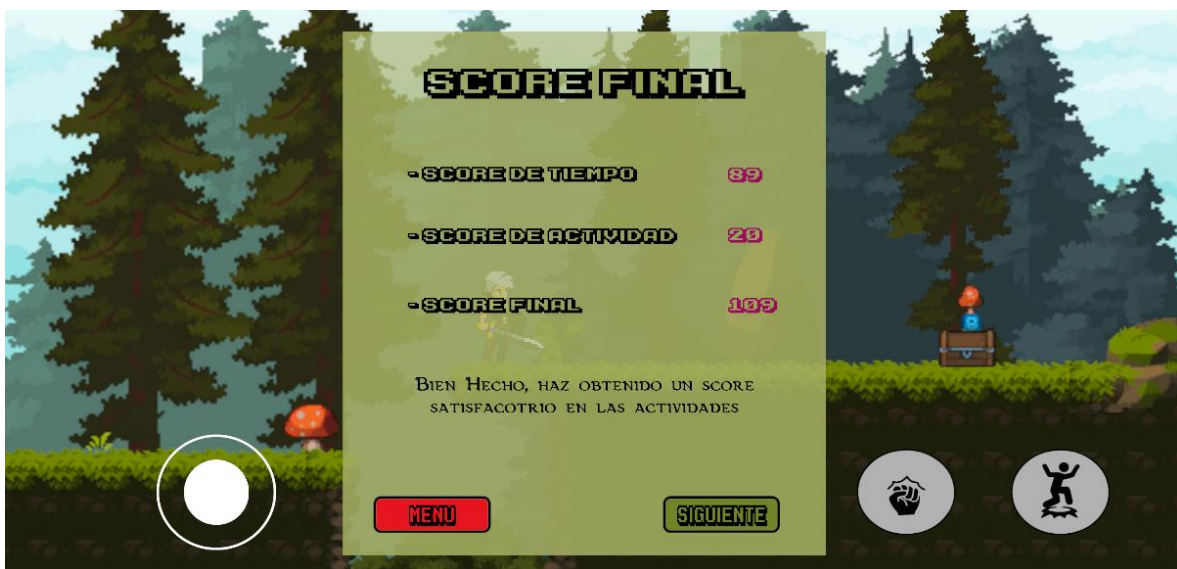 SCORE FINAL
- SCORE DE TIEMPO 89
- SCORE DE ACTIVIDAD 20
- SCORE FINAL 109
BIEN HECHO, HAZ OBTENIDO UN SCORE
SATISFACOTRIO EN LAS ACTIVIDADES
MENU SIGUIENTE